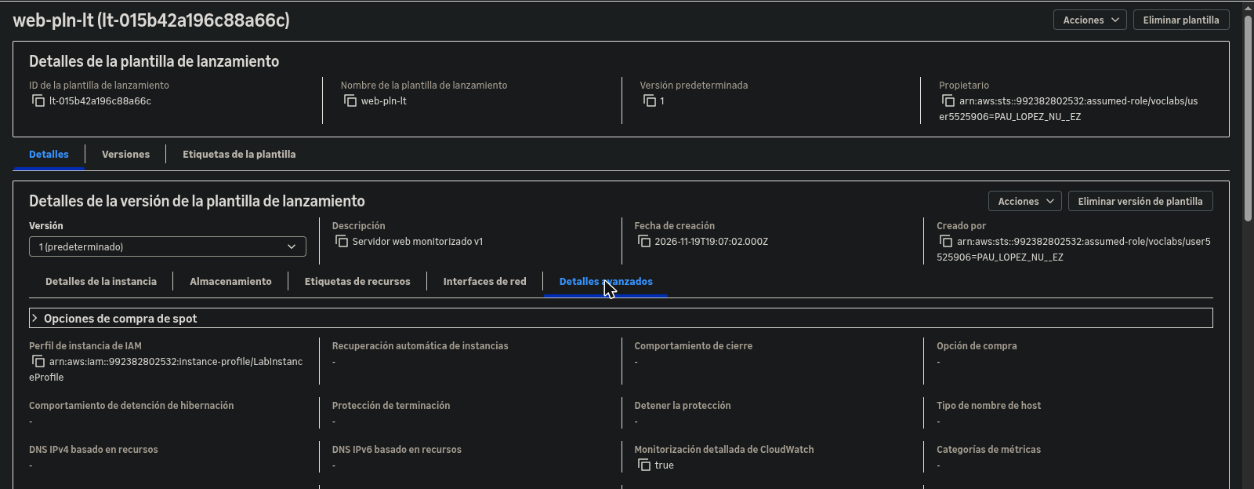 web-pln-lt (lt-015b42a196c88a66c)
Acciones
Eliminar plantilla
Detalles de la plantilla de lanzamiento
ID de la plantilla de lanzamiento
lt-015b42a196c88a66c
Nombre de la plantilla de lanzamiento
web-pln-lt
Versión predeterminada
1
Propietario
arn:aws:sts::992382802532:assumed-role/voclabs/us
er5525906=PAU_LOPEZ_NU__EZ
Detalles
Versiones
Etiquetas de la plantilla
Detalles de la versión de la plantilla de lanzamiento
Acciones
Eliminar versión de plantilla
Versión
1 (predeterminado)
Descripción
Servidor web monitorizado v1
Fecha de creación
2026-11-19T19:07:02.000Z
Creado por
arn:aws:sts::992382802532:assumed-role/voclabs/user5
525906=PAU_LOPEZ_NU__EZ
Detalles de la instancia
Almacenamiento
Etiquetas de recursos
Interfaces de red
Detalles avanzados
Opciones de compra de spot
Perfil de instancia de IAM
arn:aws:iam::992382802532:instance-profile/LabInstanc
eProfile
Recuperación automática de instancias
-
Comportamiento de cierre
-
Opción de compra
-
Comportamiento de detención de hibernación
-
Protección de terminación
-
Detener la protección
-
Tipo de nombre de host
-
DNS IPv4 basado en recursos
-
DNS IPv6 basado en recursos
-
Monitorización detallada de CloudWatch
true
Categorías de métricas
-